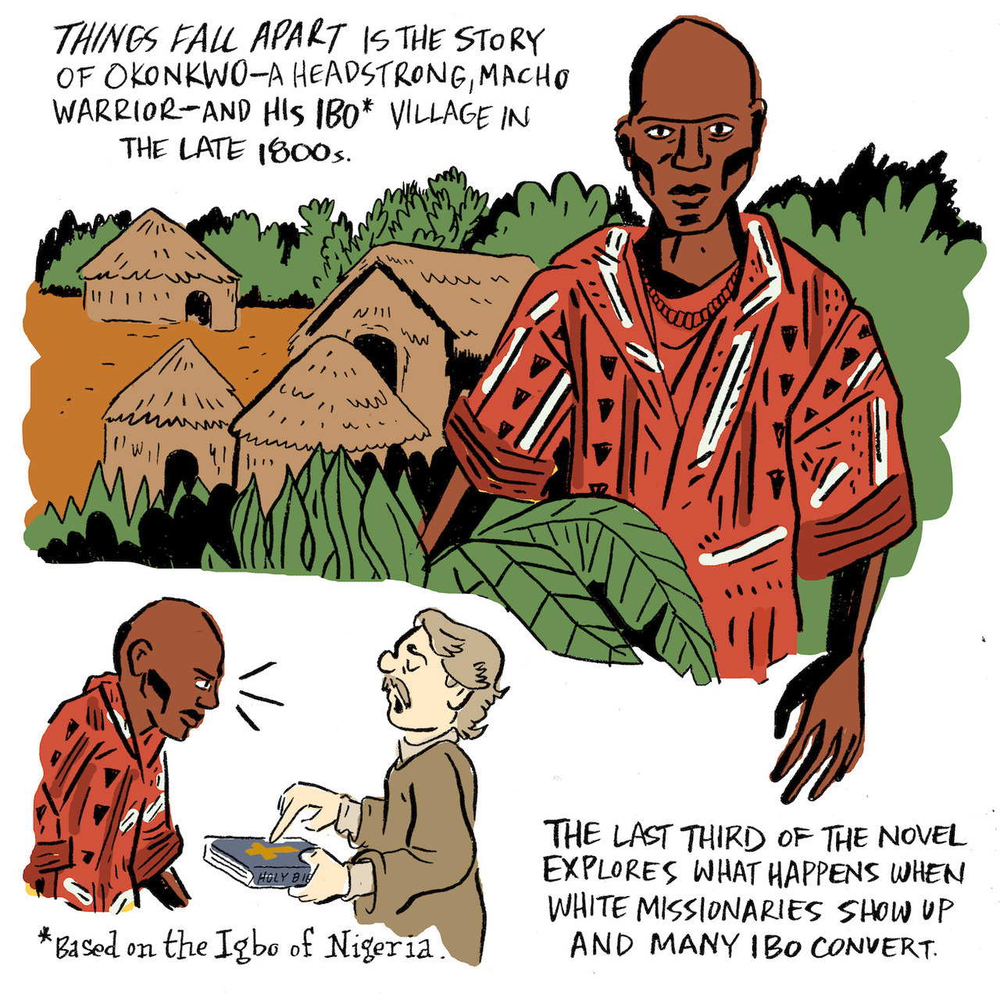 THINGS FALL APART IS THE STORY
OF OKONKWO–A HEADSTRONG, MACHO
WARRIOR–AND HIS IBO* VILLAGE IN
THE LATE 1800s.
HOLY BI
*Based on the Igbo of Nigeria.
THE LAST THIRD OF THE NOVEL
EXPLORES WHAT HAPPENS WHEN
WHITE MISSIONARIES SHOW UP
AND MANY IBO CONVERT.